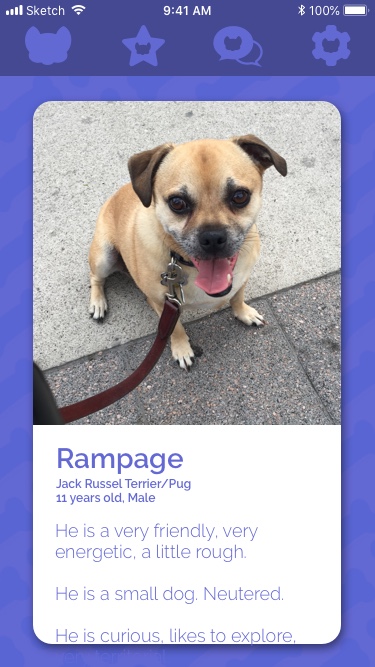 Sketch 9:41 AM 100%
Rampage
Jack Russel Terrier/Pug
11 years old, Male
He is a very friendly, very
energetic, a little rough.
He is a small dog. Neutered.
He is curious, likes to explore,